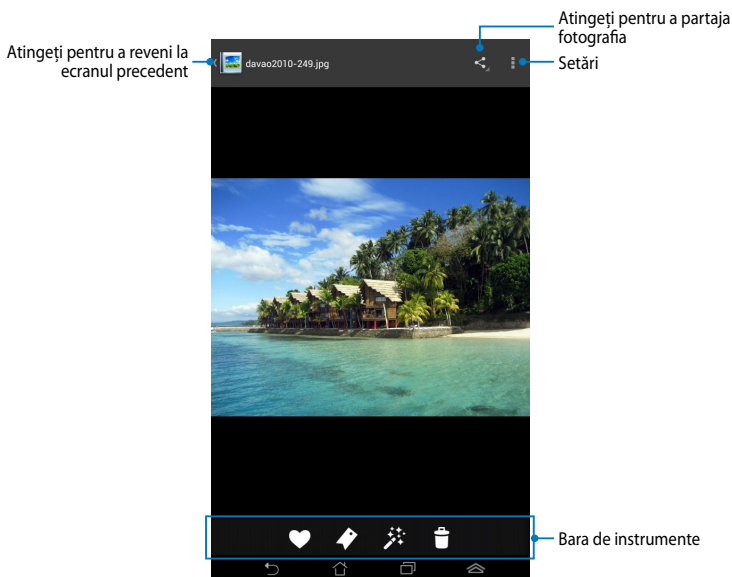 Atingeți pentru a partaja
fotografia
Atingeți pentru a reveni la
ecranul precedent
davao2010-249.jpg
Setări
Bara de instrumente